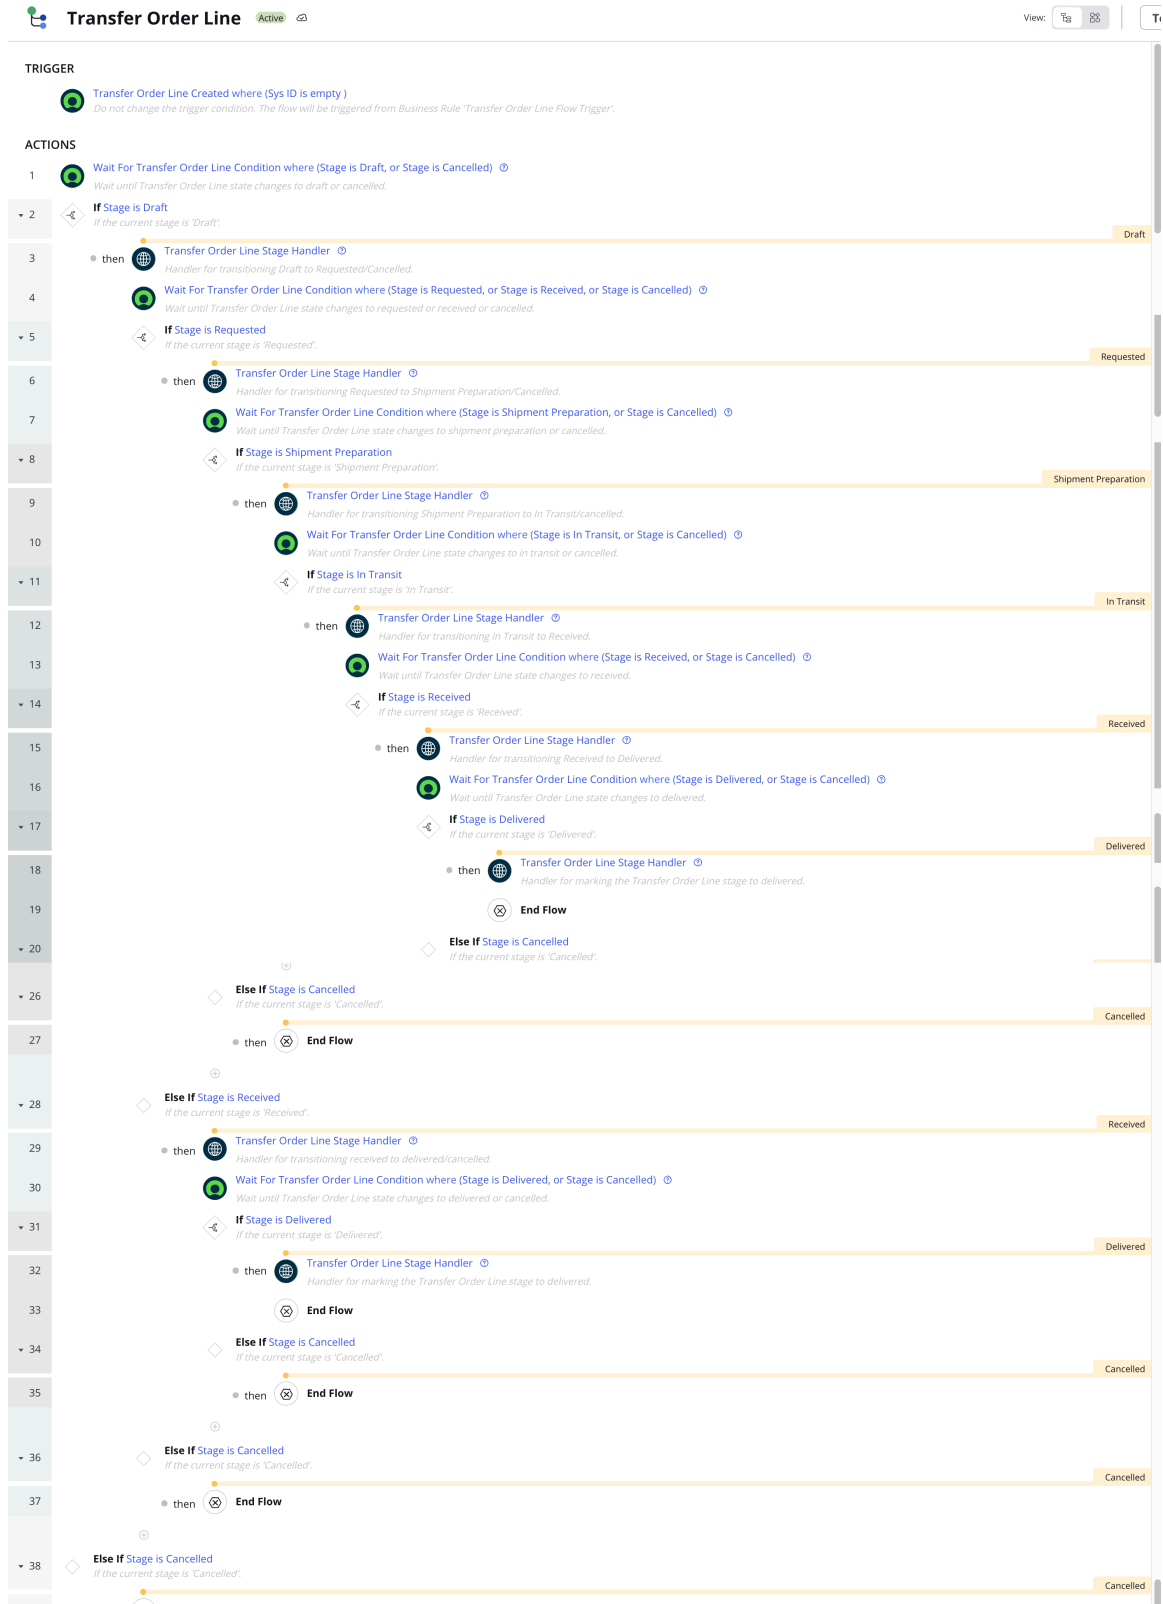 Transfer Order Line Active View: T
TRIGGER
Transfer Order Line Created where (Sys ID is empty )
Do not change the trigger condition. The flow will be triggered from Business Rule 'Transfer Order Line Flow Trigger'.
ACTIONS
1 Wait For Transfer Order Line Condition where (Stage is Draft, or Stage is Cancelled)
Wait until Transfer Order Line state changes to draft or cancelled.
2 If Stage is Draft
If the current stage is 'Draft'.
Draft
3 then Transfer Order Line Stage Handler
Handler for transitioning Draft to Requested/Cancelled.
4 Wait For Transfer Order Line Condition where (Stage is Requested, or Stage is Received, or Stage is Cancelled)
Wait until Transfer Order Line state changes to requested or received or cancelled.
5 If Stage is Requested
If the current stage is 'Requested'.
Requested
6 then Transfer Order Line Stage Handler
Handler for transitioning Requested to Shipment Preparation/Cancelled.
7 Wait For Transfer Order Line Condition where (Stage is Shipment Preparation, or Stage is Cancelled)
Wait until Transfer Order Line state changes to shipment preparation or cancelled.
8 If Stage is Shipment Preparation
If the current stage is 'Shipment Preparation'.
Shipment Preparation
9 then Transfer Order Line Stage Handler
Handler for transitioning Shipment Preparation to In Transit/cancelled.
10 Wait For Transfer Order Line Condition where (Stage is In Transit, or Stage is Cancelled)
Wait until Transfer Order Line state changes to in transit or cancelled.
11 If Stage is In Transit
If the current stage is 'In Transit'.
In Transit
12 then Transfer Order Line Stage Handler
Handler for transitioning In Transit to Received.
13 Wait For Transfer Order Line Condition where (Stage is Received, or Stage is Cancelled)
Wait until Transfer Order Line state changes to received.
14 If Stage is Received
If the current stage is 'Received'.
Received
15 then Transfer Order Line Stage Handler
Handler for transitioning Received to Delivered.
16 Wait For Transfer Order Line Condition where (Stage is Delivered, or Stage is Cancelled)
Wait until Transfer Order Line state changes to delivered.
17 If Stage is Delivered
If the current stage is 'Delivered'.
Delivered
18 then Transfer Order Line Stage Handler
Handler for marking the Transfer Order Line stage to delivered.
19 End Flow
20 Else If Stage is Cancelled
If the current stage is 'Cancelled'.
26 Else If Stage is Cancelled
If the current stage is 'Cancelled'.
Cancelled
27 then End Flow
28 Else If Stage is Received
If the current stage is 'Received'.
Received
29 then Transfer Order Line Stage Handler
Handler for transitioning received to delivered/cancelled.
30 Wait For Transfer Order Line Condition where (Stage is Delivered, or Stage is Cancelled)
Wait until Transfer Order Line state changes to delivered or cancelled.
31 If Stage is Delivered
If the current stage is 'Delivered'.
Delivered
32 then Transfer Order Line Stage Handler
Handler for marking the Transfer Order Line stage to delivered.
33 End Flow
34 Else If Stage is Cancelled
If the current stage is 'Cancelled'.
Cancelled
35 then End Flow
36 Else If Stage is Cancelled
If the current stage is 'Cancelled'.
Cancelled
37 then End Flow
38 Else If Stage is Cancelled
If the current stage is 'Cancelled'.
Cancelled